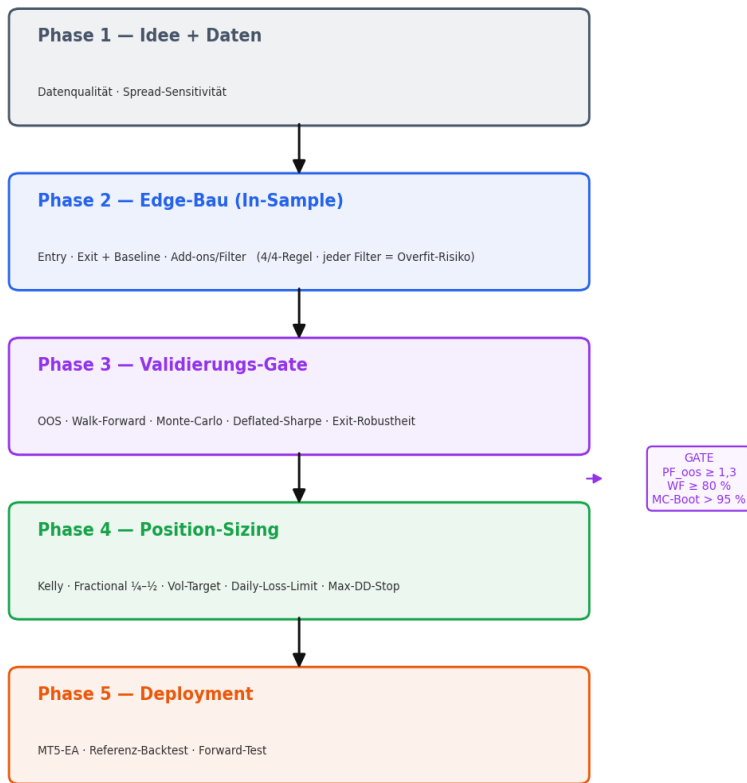 Phase 1 — Idee + Daten
Datenqualität · Spread-Sensitivität
Phase 2 — Edge-Bau (In-Sample)
Entry · Exit + Baseline · Add-ons/Filter (4/4-Regel · jeder Filter = Overfit-Risiko)
Phase 3 — Validierungs-Gate
OOS · Walk-Forward · Monte-Carlo · Deflated-Sharpe · Exit-Robustheit
GATE
PF_oos ≥ 1,3
WF ≥ 80 %
MC-Boot > 95 %
Phase 4 — Position-Sizing
Kelly · Fractional ¼–½ · Vol-Target · Daily-Loss-Limit · Max-DD-Stop
Phase 5 — Deployment
MT5-EA · Referenz-Backtest · Forward-Test